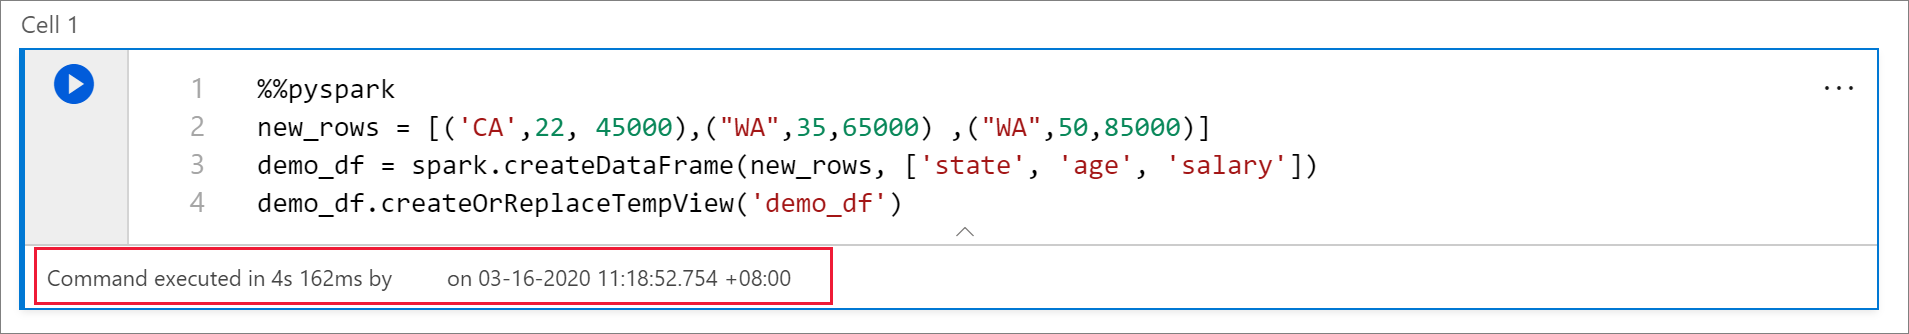 Cell 1
1 %%pyspark
...
2 new_rows = [('CA',22, 45000),("WA",35,65000) ,("WA",50,85000)]
3 demo_df = spark.createDataFrame(new_rows, ['state', 'age', 'salary'])
4 demo_df.createOrReplaceTempView('demo_df')
Command executed in 4s 162ms by on 03-16-2020 11:18:52.754 +08:00